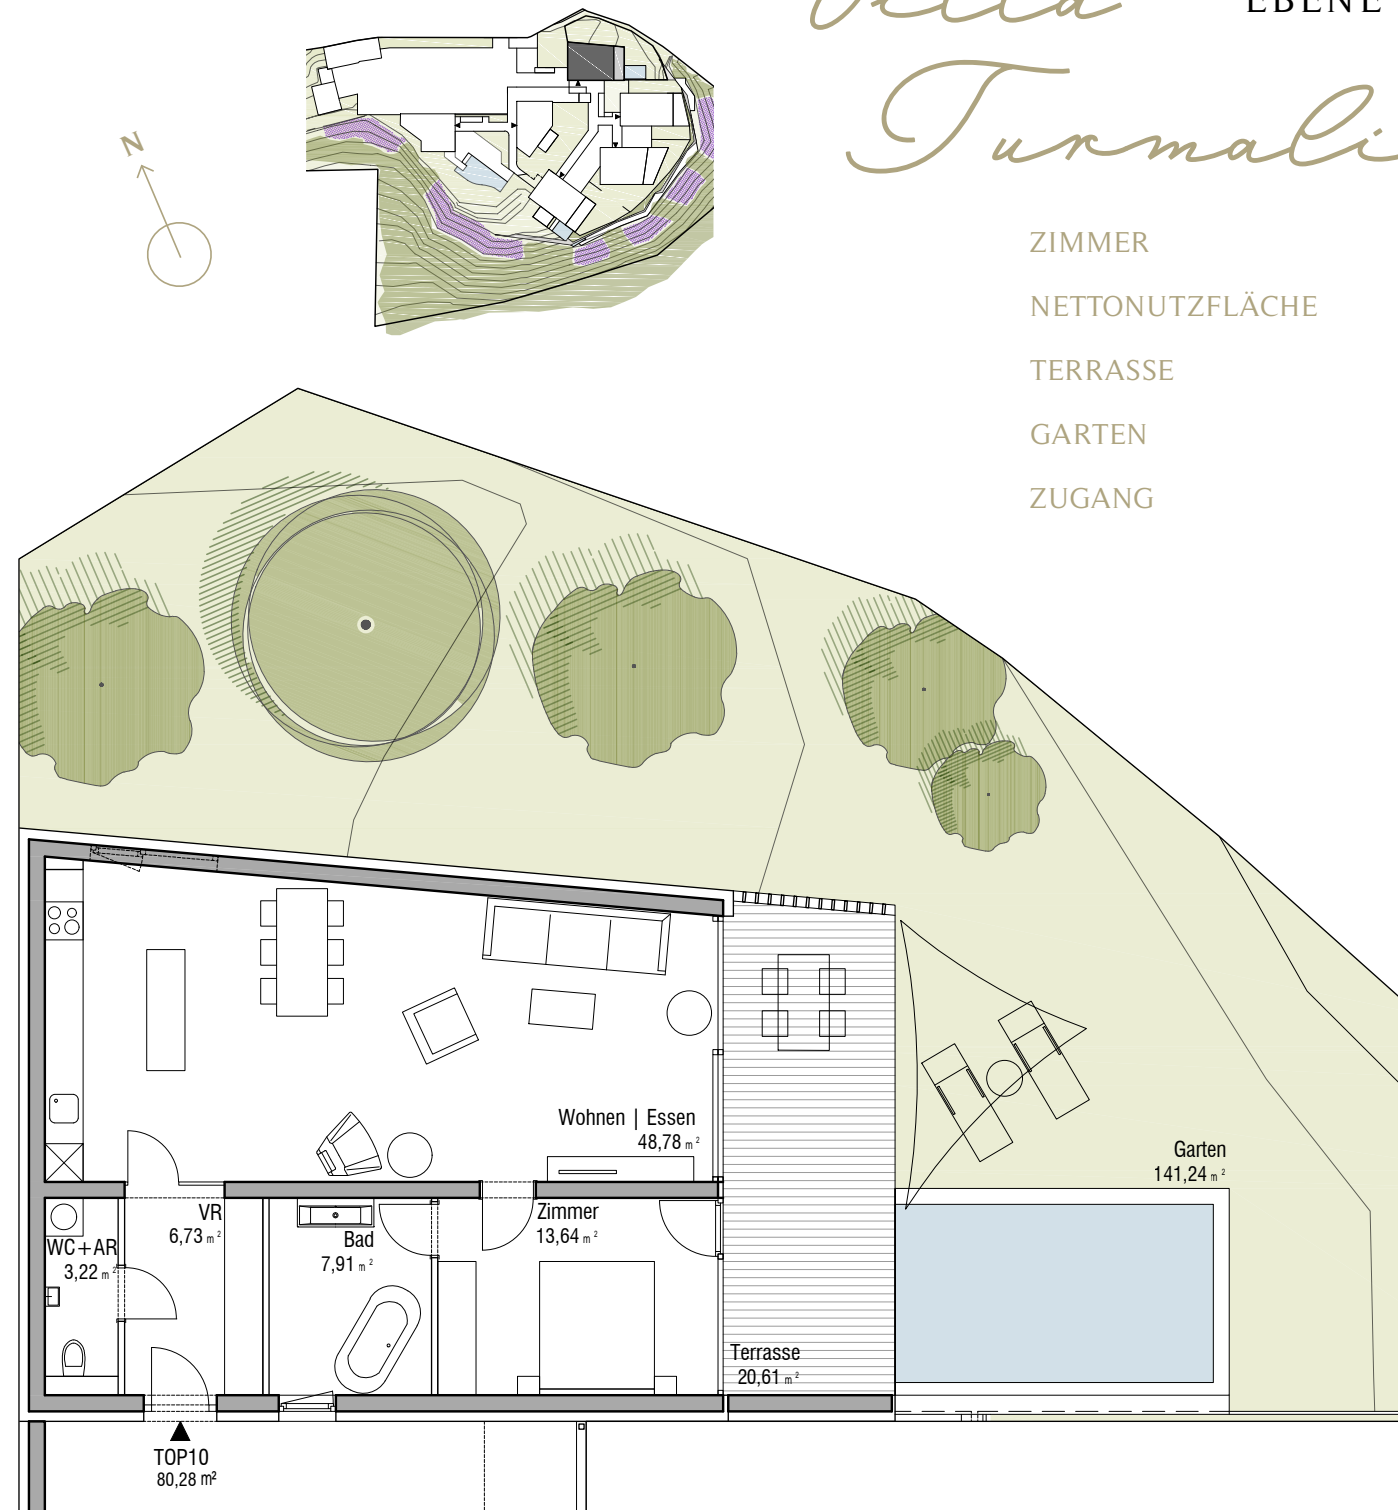 Villa
EBENE
Turmali
N
ZIMMER
NETTONUTZFLÄCHE
TERRASSE
GARTEN
ZUGANG
Wohnen | Essen
48,78 m²
Garten
141,24 m²
VR
6,73 m²
Zimmer
13,64 m²
Bad
7,91 m²
WC+AR
3,22 m²
Terrasse
20,61 m²
TOP10
80,28 m²